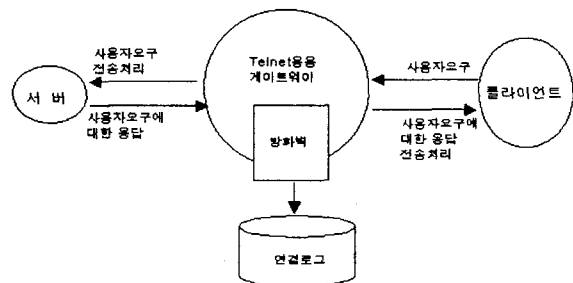 사용자요구
전송처리
서 버
사용자요구에
대한 응답
Telnet응용
게이트웨이
방화벽
사용자요구
클라이언트
사용자요구에
대한 응답
전송처리
연결로그